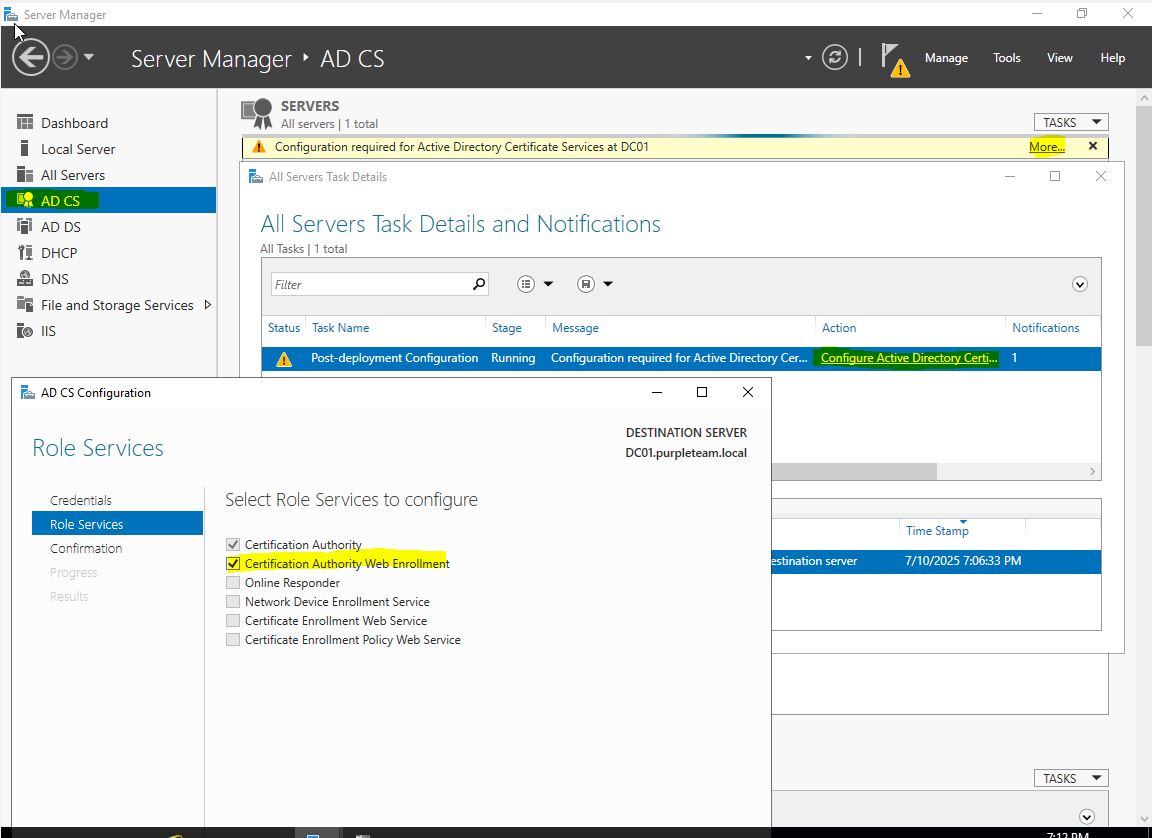 Server Manager
Server Manager ‣ AD CS
Manage Tools View Help
Dashboard
Local Server
All Servers
AD CS
AD DS
DHCP
DNS
File and Storage Services
IIS
SERVERS
All servers | 1 total
TASKS
Configuration required for Active Directory Certificate Services at DC01 More...
All Servers Task Details
All Servers Task Details and Notifications
All Tasks | 1 total
Filter
Status Task Name Stage Message Action Notifications
Post-deployment Configuration Running Configuration required for Active Directory Cer... Configure Active Directory Certi... 1
Time Stamp
estination server 7/10/2025 7:06:33 PM
AD CS Configuration
Role Services
DESTINATION SERVER
DC01.purpleteam.local
Credentials
Role Services
Confirmation
Progress
Results
Select Role Services to configure
Certification Authority
Certification Authority Web Enrollment
Online Responder
Network Device Enrollment Service
Certificate Enrollment Web Service
Certificate Enrollment Policy Web Service
TASKS
7:12 PM